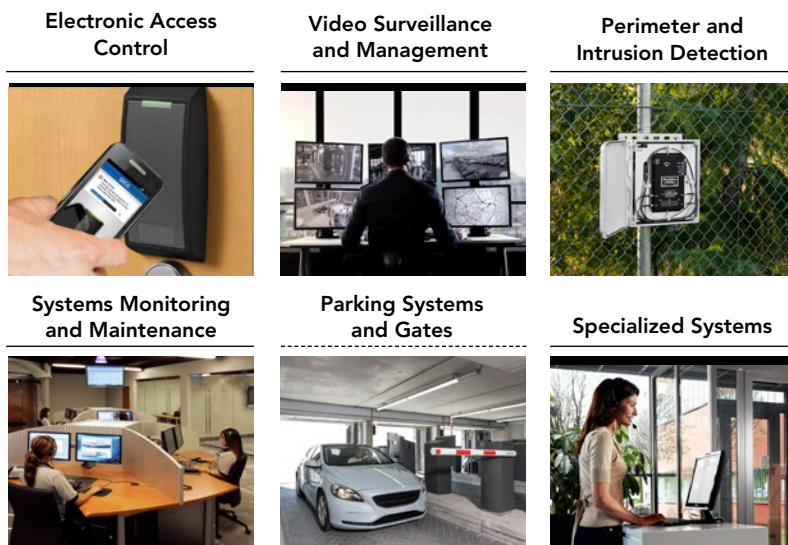 Electronic Access
Control
Video Surveillance
and Management
Perimeter and
Intrusion Detection
Systems Monitoring
and Maintenance
Parking Systems
and Gates
Specialized Systems